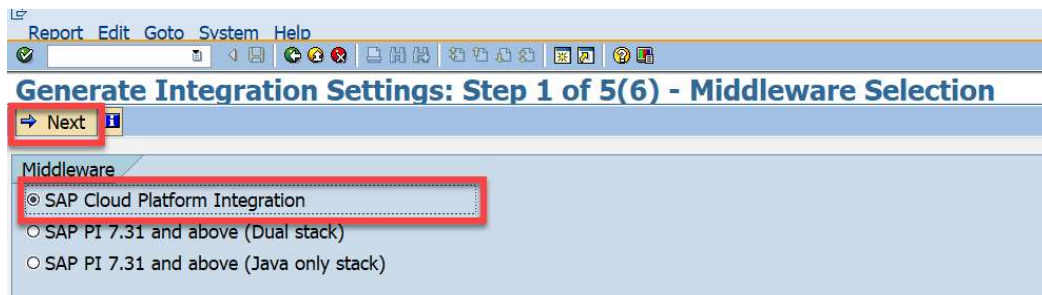 Report Edit Goto System Help
Generate Integration Settings: Step 1 of 5(6) - Middleware Selection
Next
Middleware
SAP Cloud Platform Integration
SAP PI 7.31 and above (Dual stack)
SAP PI 7.31 and above (Java only stack)